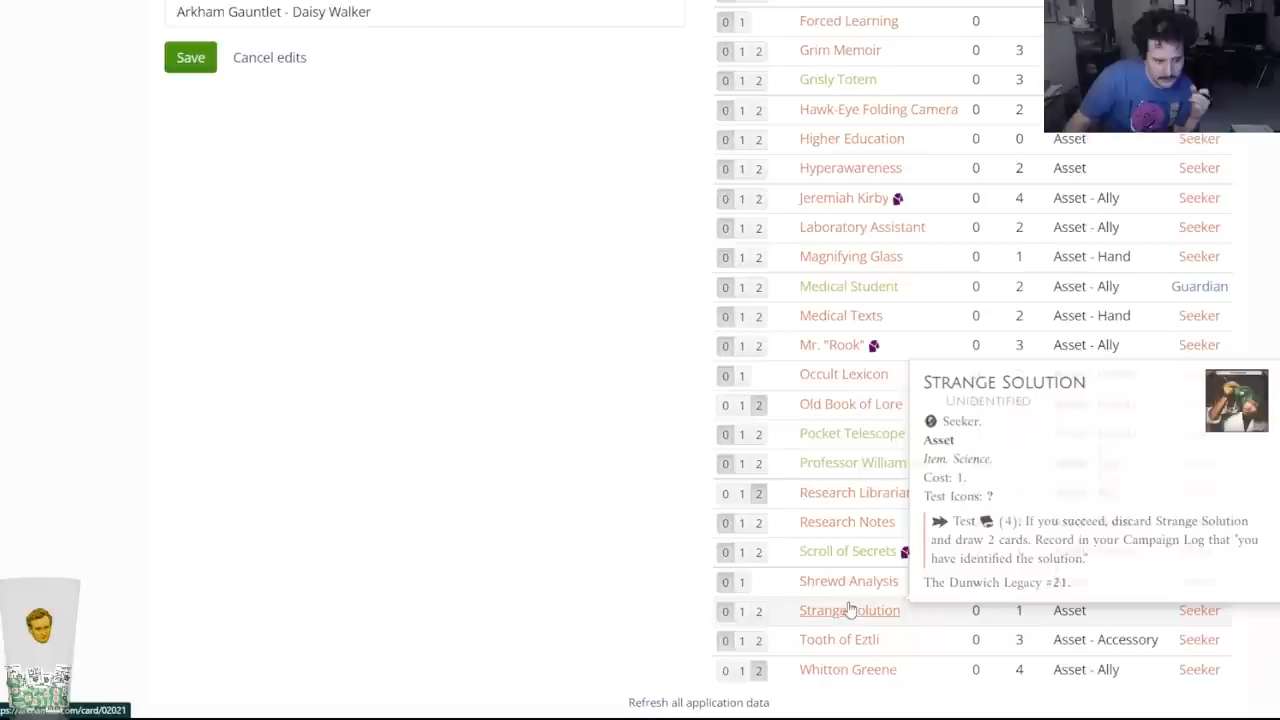 Arkham Gauntlet - Daisy Walker
Save Cancel edits
0 1 Forced Learning 0
0 1 2 Grim Memoir 0 3
0 1 2 Grisly Totem 0 3
0 1 2 Hawk-Eye Folding Camera 0 2
0 1 2 Higher Education 0 0 Asset Seeker
0 1 2 Hyperawareness 0 2 Asset Seeker
0 1 2 Jeremiah Kirby 0 4 Asset - Ally Seeker
0 1 2 Laboratory Assistant 0 2 Asset - Ally Seeker
0 1 2 Magnifying Glass 0 1 Asset - Hand Seeker
0 1 2 Medical Student 0 2 Asset - Ally Guardian
0 1 2 Medical Texts 0 2 Asset - Hand Seeker
0 1 2 Mr. "Rook" 0 3 Asset - Ally Seeker
0 1 Occult Lexicon
0 1 2 Old Book of Lore
0 1 2 Pocket Telescope
0 1 2 Professor William
0 1 2 Research Librarian
0 1 2 Research Notes
0 1 2 Scroll of Secrets
0 1 Shrewd Analysis
0 1 2 Strange Solution 0 1 Asset Seeker
0 1 2 Tooth of Eztli 0 3 Asset - Accessory Seeker
0 1 2 Whitton Greene 0 4 Asset - Ally Seeker
STRANGE SOLUTION
UNIDENTIFIED
Seeker.
Asset
Item. Science.
Cost: 1.
Test Icons: ?
Test (4). If you succeed, discard Strange Solution
and draw 2 cards. Record in your Campaign Log that "you
have identified the solution."
The Dunwich Legacy #21.
Refresh all application data